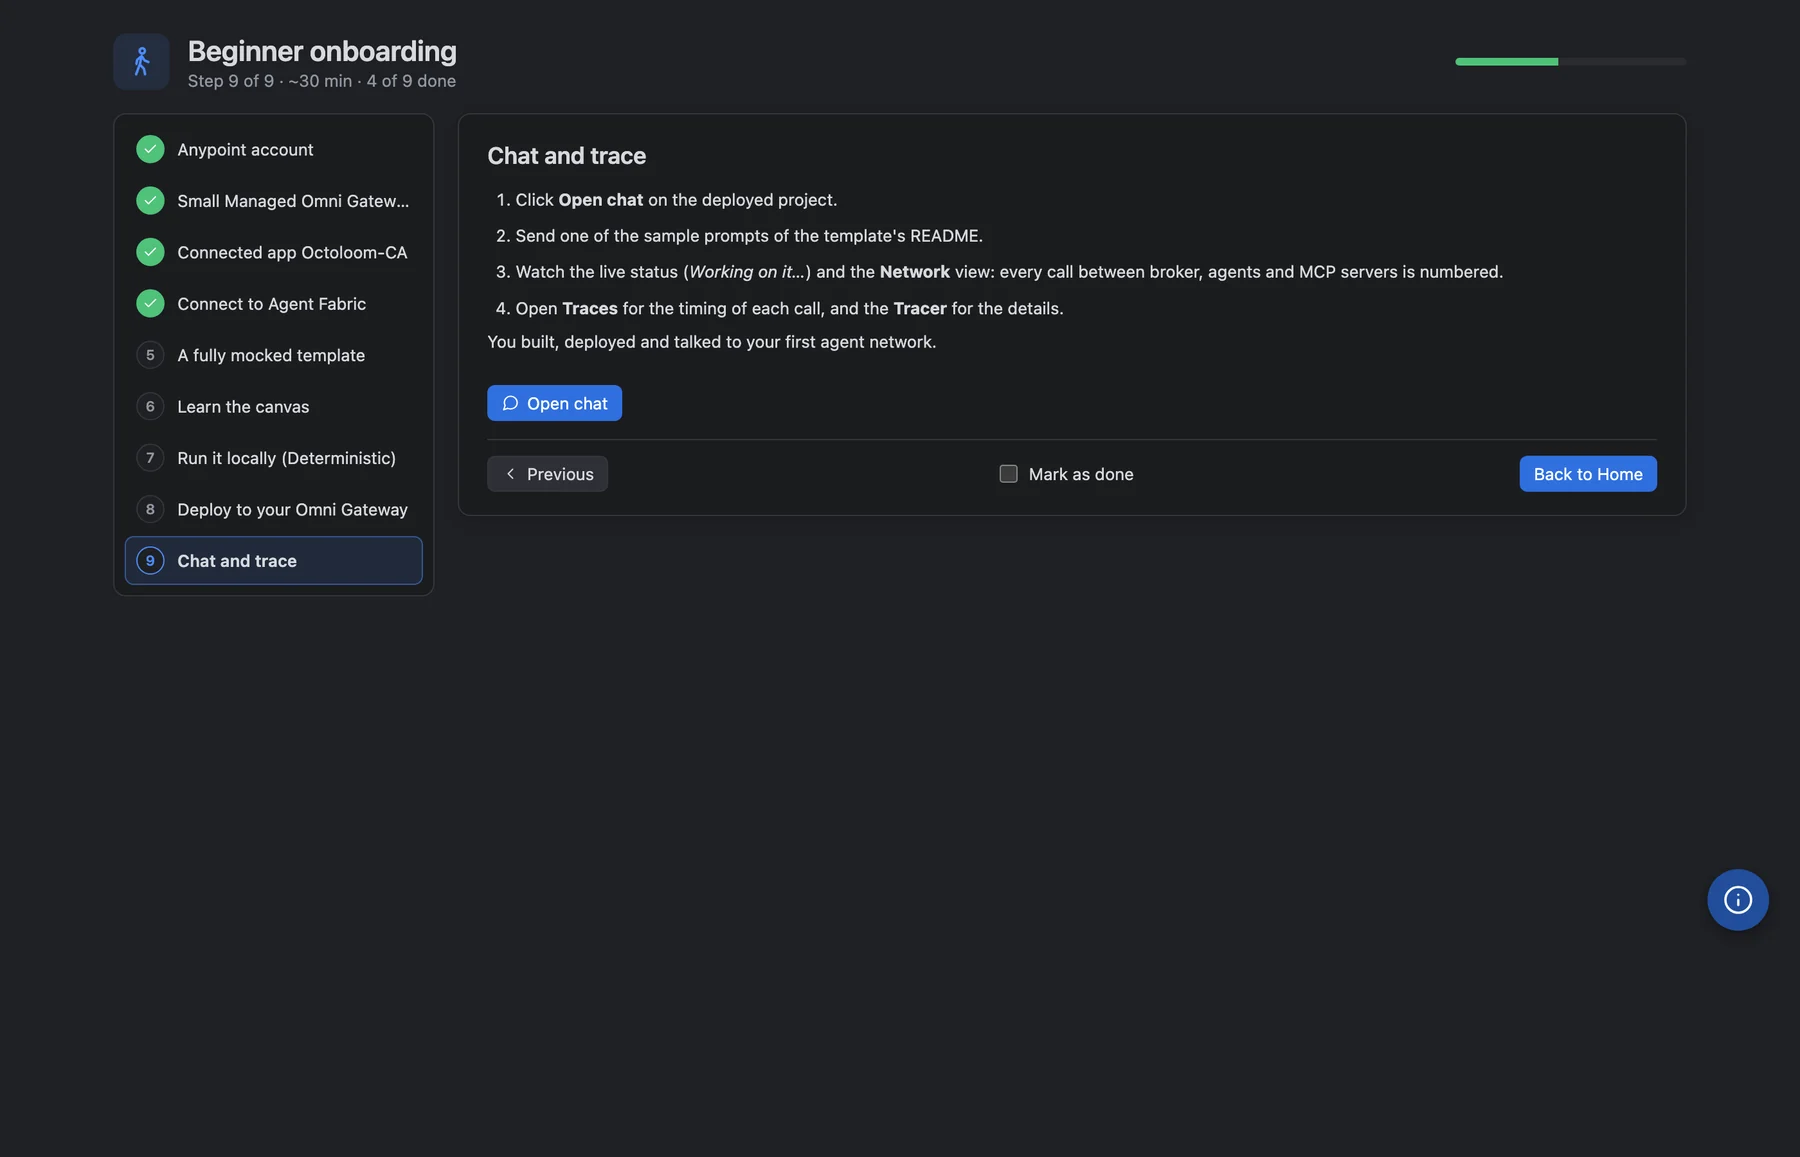 Beginner onboarding
Step 9 of 9 · ~30 min · 4 of 9 done
Anypoint account
Small Managed Omni Gatew...
Connected app Octoloom-CA
Connect to Agent Fabric
5 A fully mocked template
6 Learn the canvas
7 Run it locally (Deterministic)
8 Deploy to your Omni Gateway
9 Chat and trace
Chat and trace
1. Click Open chat on the deployed project.
2. Send one of the sample prompts of the template's README.
3. Watch the live status (Working on it...) and the Network view: every call between broker, agents and MCP servers is numbered.
4. Open Traces for the timing of each call, and the Tracer for the details.
You built, deployed and talked to your first agent network.
Open chat
Previous
Mark as done
Back to Home